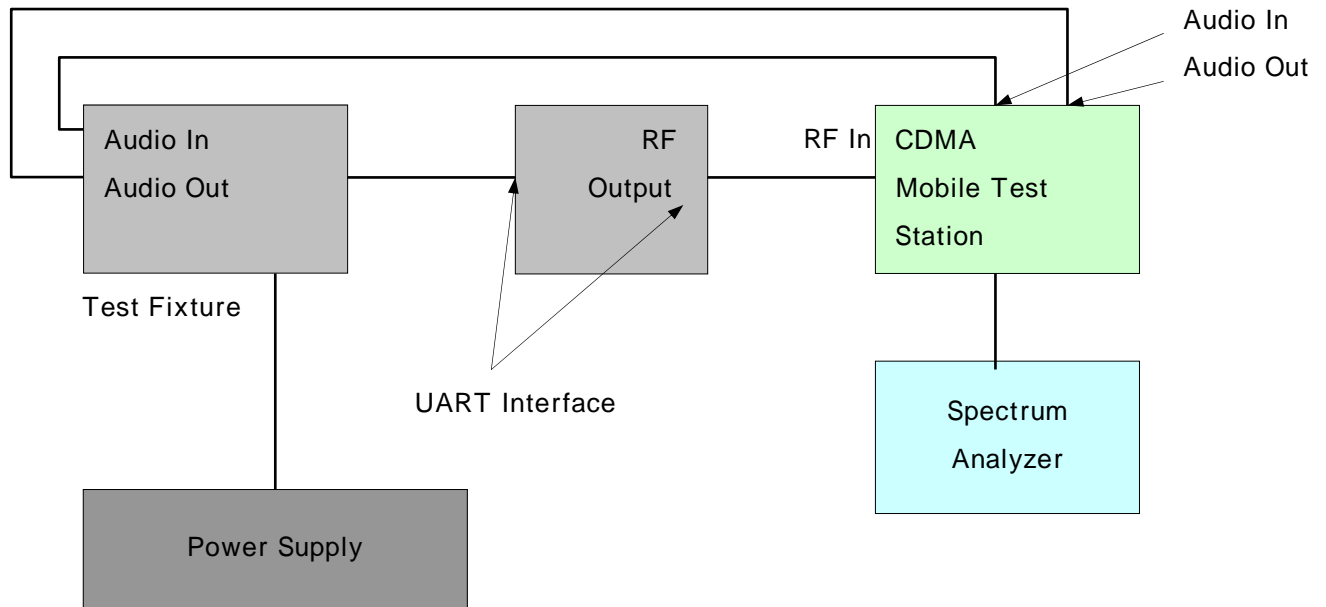 Audio In
Audio Out
Audio In
Audio Out
RF
Output
RF In
CDMA
Mobile Test
Station
Test Fixture
UART Interface
Spectrum
Analyzer
Power Supply